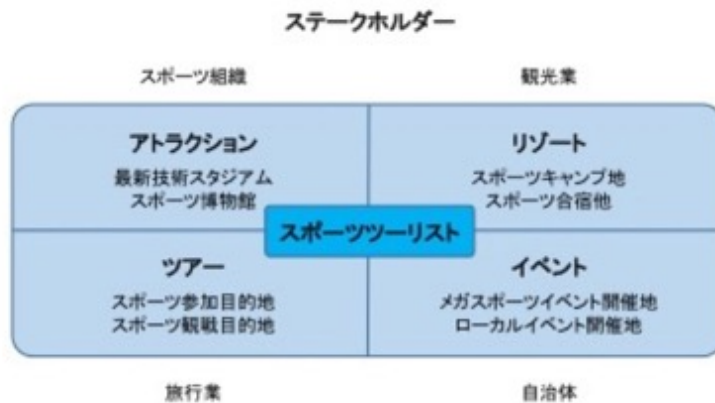 ステークホルダー
スポーツ組織
観光業
アトラクション
最新技術スタジアム
スポーツ博物館
リゾート
スポーツキャンプ地
スポーツ合宿他
スポーツツーリスト
ツアー
スポーツ参加目的地
スポーツ観戦目的地
イベント
メガスポーツイベント開催地
ローカルイベント開催地
旅行業
自治体